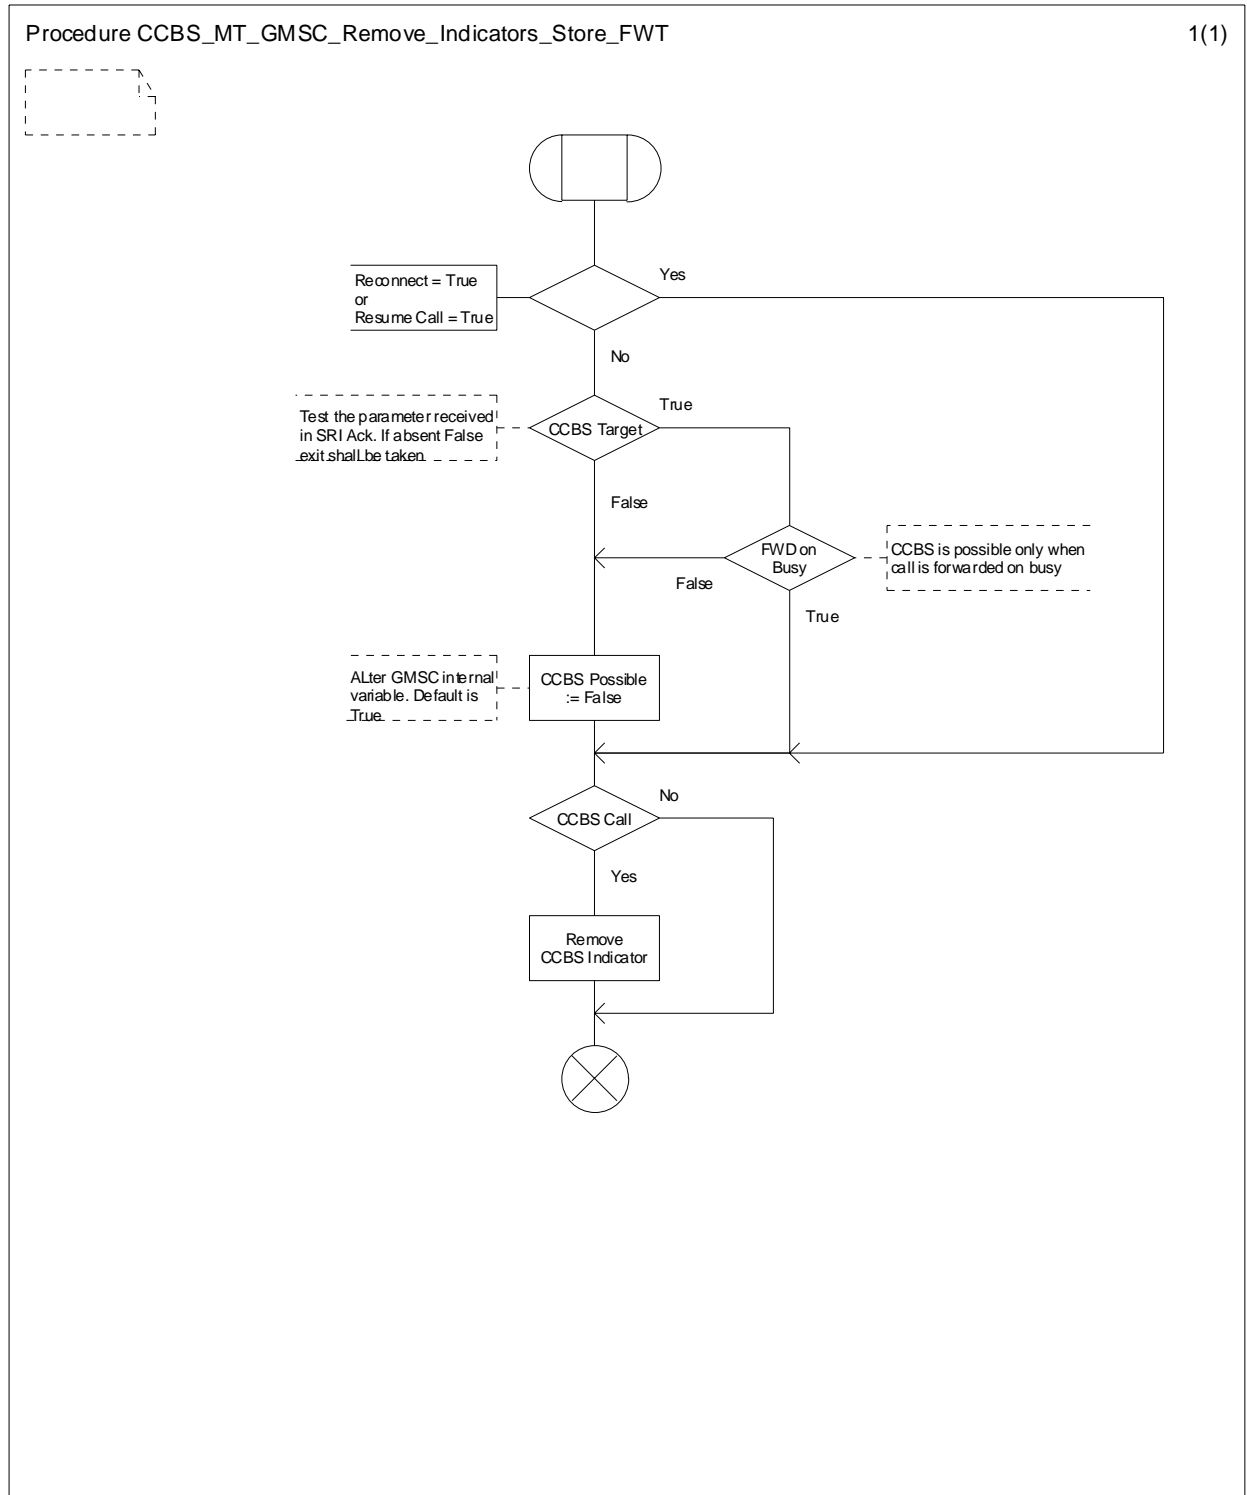 Procedure CCBS_MT_GMSC_Remove_Indicators_Store_FWT
1(1)
Reconnect = True
or
Resume Call = True
Yes
No
Test the parameter received
in SRI Ack. If absent False
exit shall be taken
CCBS Target
True
False
FWD on
Busy
CCBS is possible only when
call is forwarded on busy
False
True
ALter GMSC internal
variable. Default is
True
CCBS Possible
:= False
CCBS Call
No
Yes
Remove
CCBS Indicator